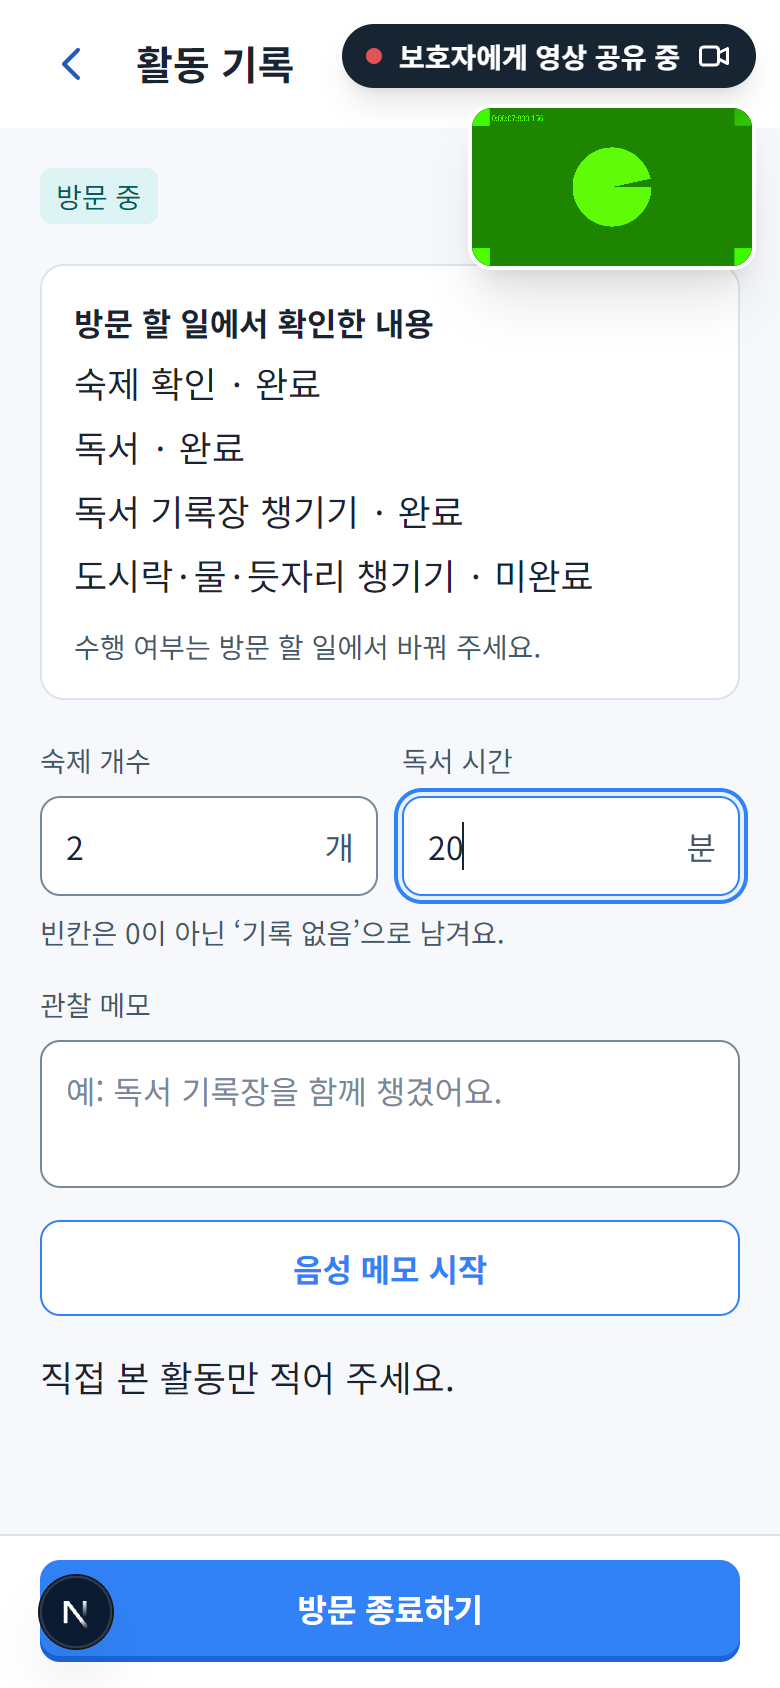 활동 기록
보호자에게 영상 공유 중
방문 중
방문 할 일에서 확인한 내용
숙제 확인 · 완료
독서 · 완료
독서 기록장 챙기기 · 완료
도시락·물·돗자리 챙기기 · 미완료
수행 여부는 방문 할 일에서 바꿔 주세요.
숙제 개수
독서 시간
2 개
20 분
빈칸은 0이 아닌 ‘기록 없음’으로 남겨요.
관찰 메모
예: 독서 기록장을 함께 챙겼어요.
음성 메모 시작
직접 본 활동만 적어 주세요.
방문 종료하기
N